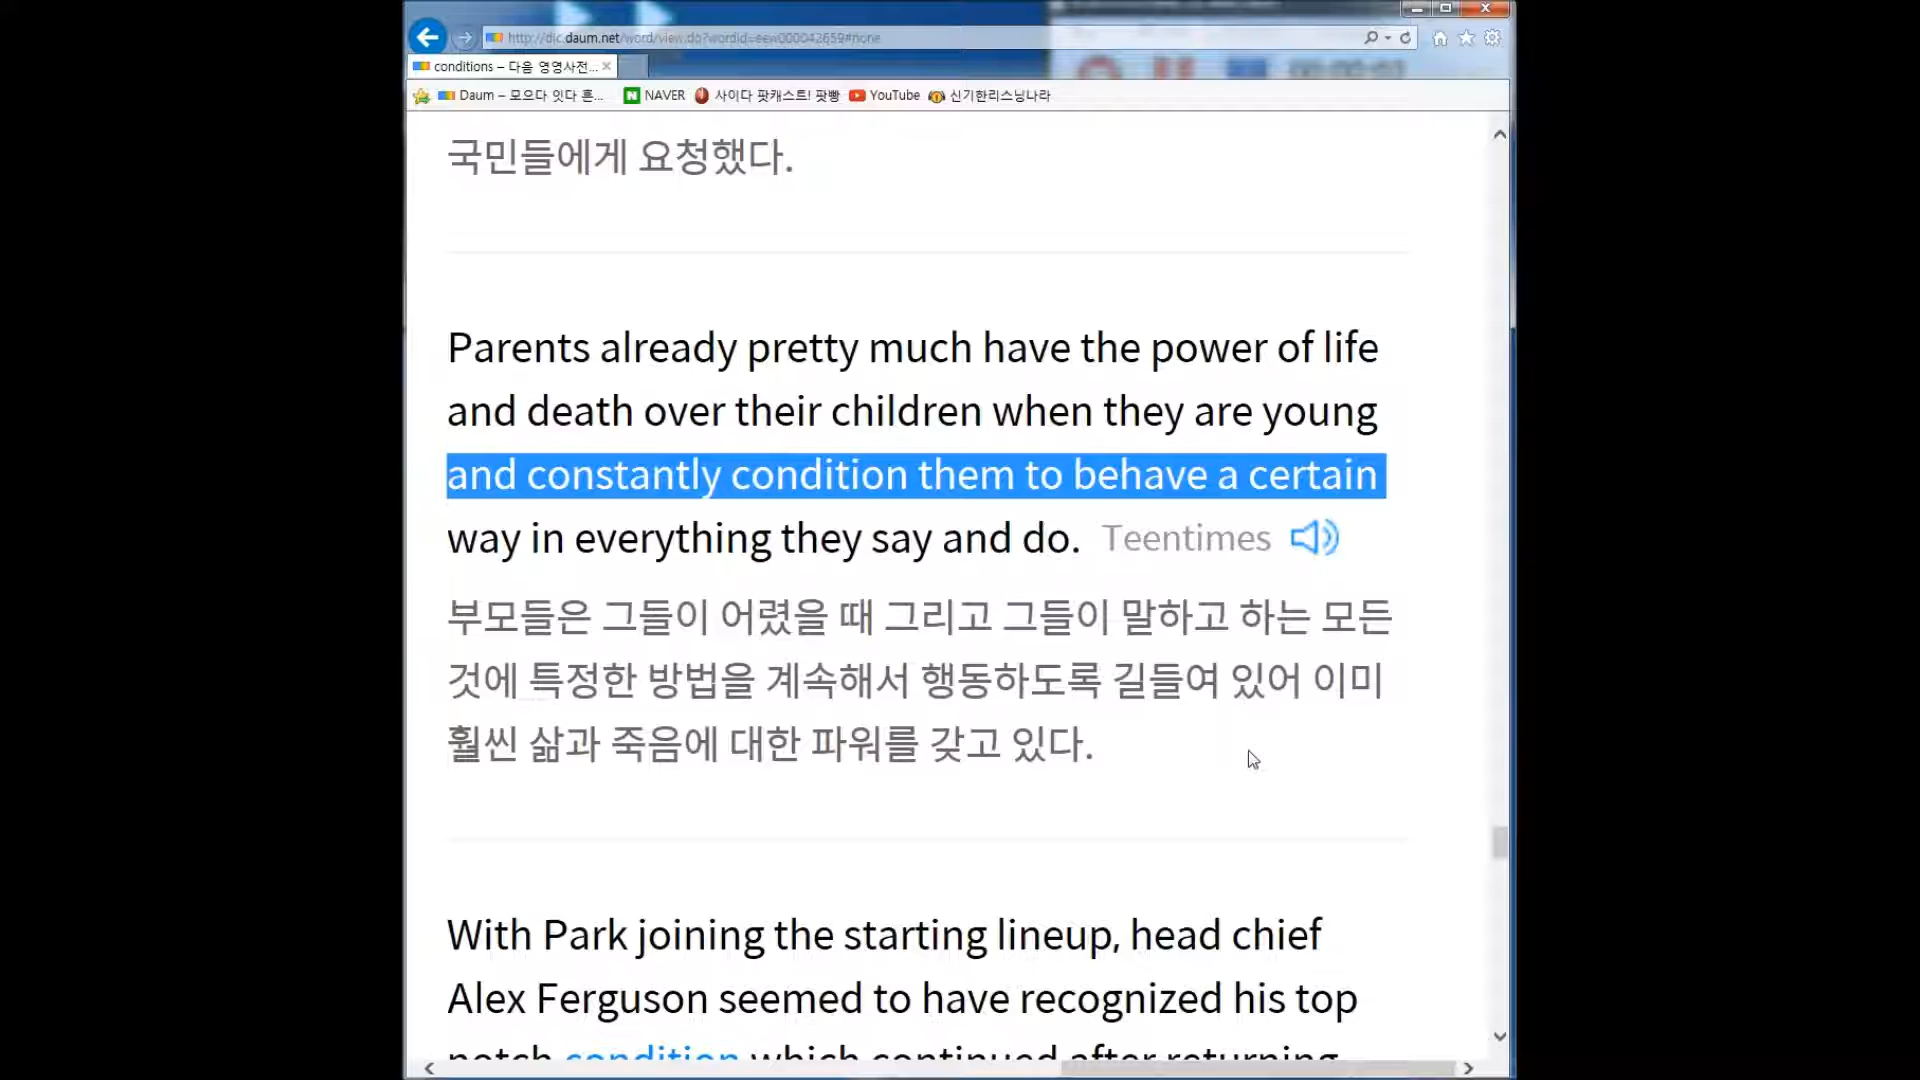 http://dic.daum.net/word/view.do?wordid=eew000042659#none
conditions – 다음 영영사전...
Daum – 모으다 잇다 흔... NAVER 사이다 팟캐스트! 팟빵 YouTube 신기한리스닝나라
국민들에게 요청했다.
Parents already pretty much have the power of life
and death over their children when they are young
and constantly condition them to behave a certain
way in everything they say and do. Teentimes
부모들은 그들이 어렸을 때 그리고 그들이 말하고 하는 모든
것에 특정한 방법을 계속해서 행동하도록 길들여 있어 이미
훨씬 삶과 죽음에 대한 파워를 갖고 있다.
With Park joining the starting lineup, head chief
Alex Ferguson seemed to have recognized his top
notch condition which continued after returning